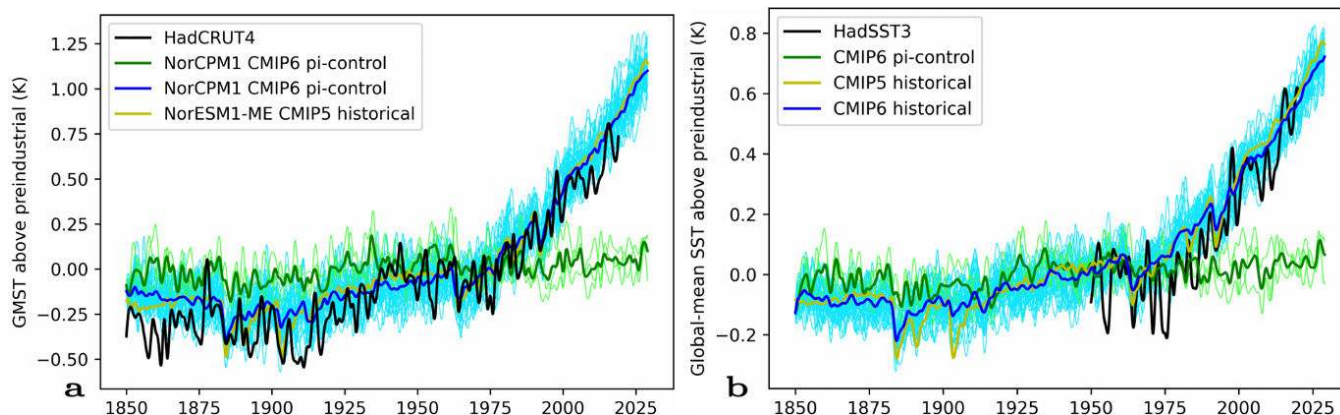 GMST above preindustrial (K)
1.25
1.00
0.75
0.50
0.25
0.00
−0.25
−0.50
HadCRUT4
NorCPM1 CMIP6 pi-control
NorCPM1 CMIP6 pi-control
NorESM1-ME CMIP5 historical
a
1850 1875 1900 1925 1950 1975 2000 2025
Global-mean SST above preindustrial (K)
0.8
0.6
0.4
0.2
0.0
−0.2
HadSST3
CMIP6 pi-control
CMIP5 historical
CMIP6 historical
b
1850 1875 1900 1925 1950 1975 2000 2025